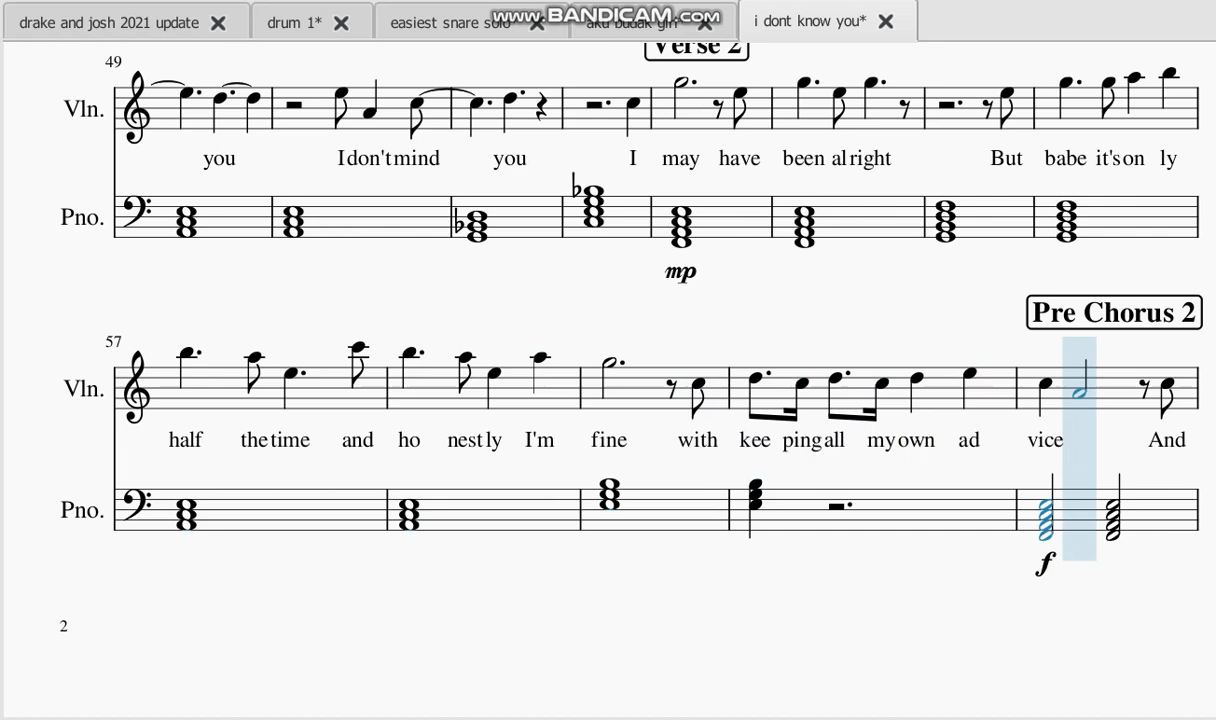 www.BANDICAM.com
drake and josh 2021 update
drum 1*
easiest snare solo
aku budak girl
i dont know you*
Verse 2
49
Vln.
you I don't mind you I may have been al right But babe it's on ly
Pno.
mp
Pre Chorus 2
57
Vln.
half the time and ho nest ly I'm fine with kee ping all my own ad vice And
Pno.
f
2